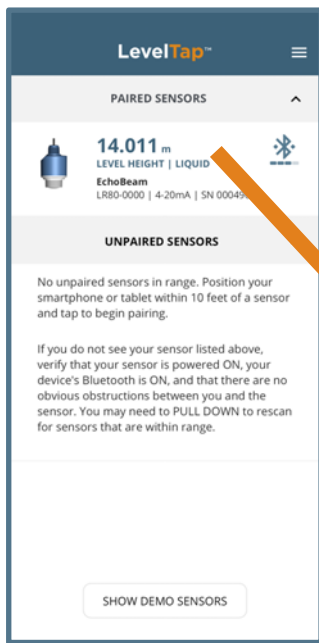 LevelTap™
PAIRED SENSORS
14.011 m
LEVEL HEIGHT | LIQUID
EchoBeam
LR80-0000 | 4-20mA | SN 00049
UNPAIRED SENSORS
No unpaired sensors in range. Position your
smartphone or tablet within 10 feet of a sensor
and tap to begin pairing.
If you do not see your sensor listed above,
verify that your sensor is powered ON, your
device's Bluetooth is ON, and that there are no
obvious obstructions between you and the
sensor. You may need to PULL DOWN to rescan
for sensors that are within range.
SHOW DEMO SENSORS